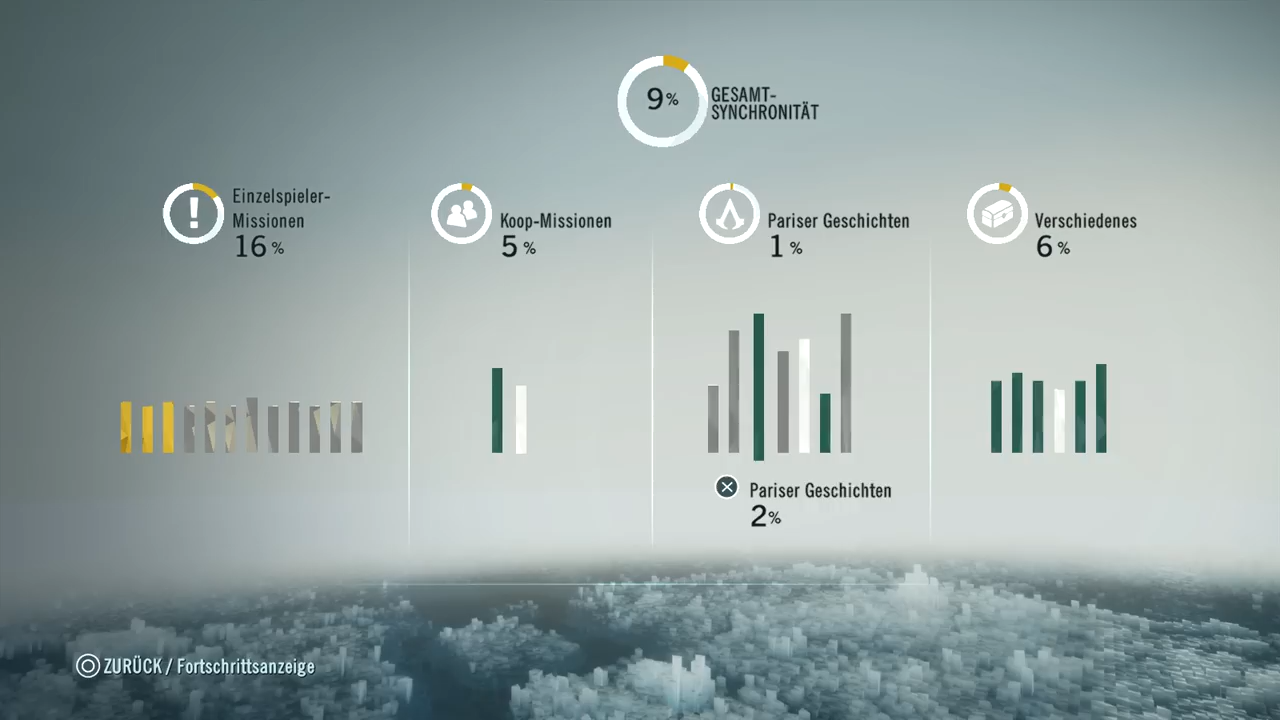 9%
GESAMT-
SYNCHRONITÄT
Einzelspieler-
Missionen
16 %
Koop-Missionen
5 %
Pariser Geschichten
1 %
Verschiedenes
6 %
Pariser Geschichten
2%
ZURÜCK / Fortschrittsanzeige